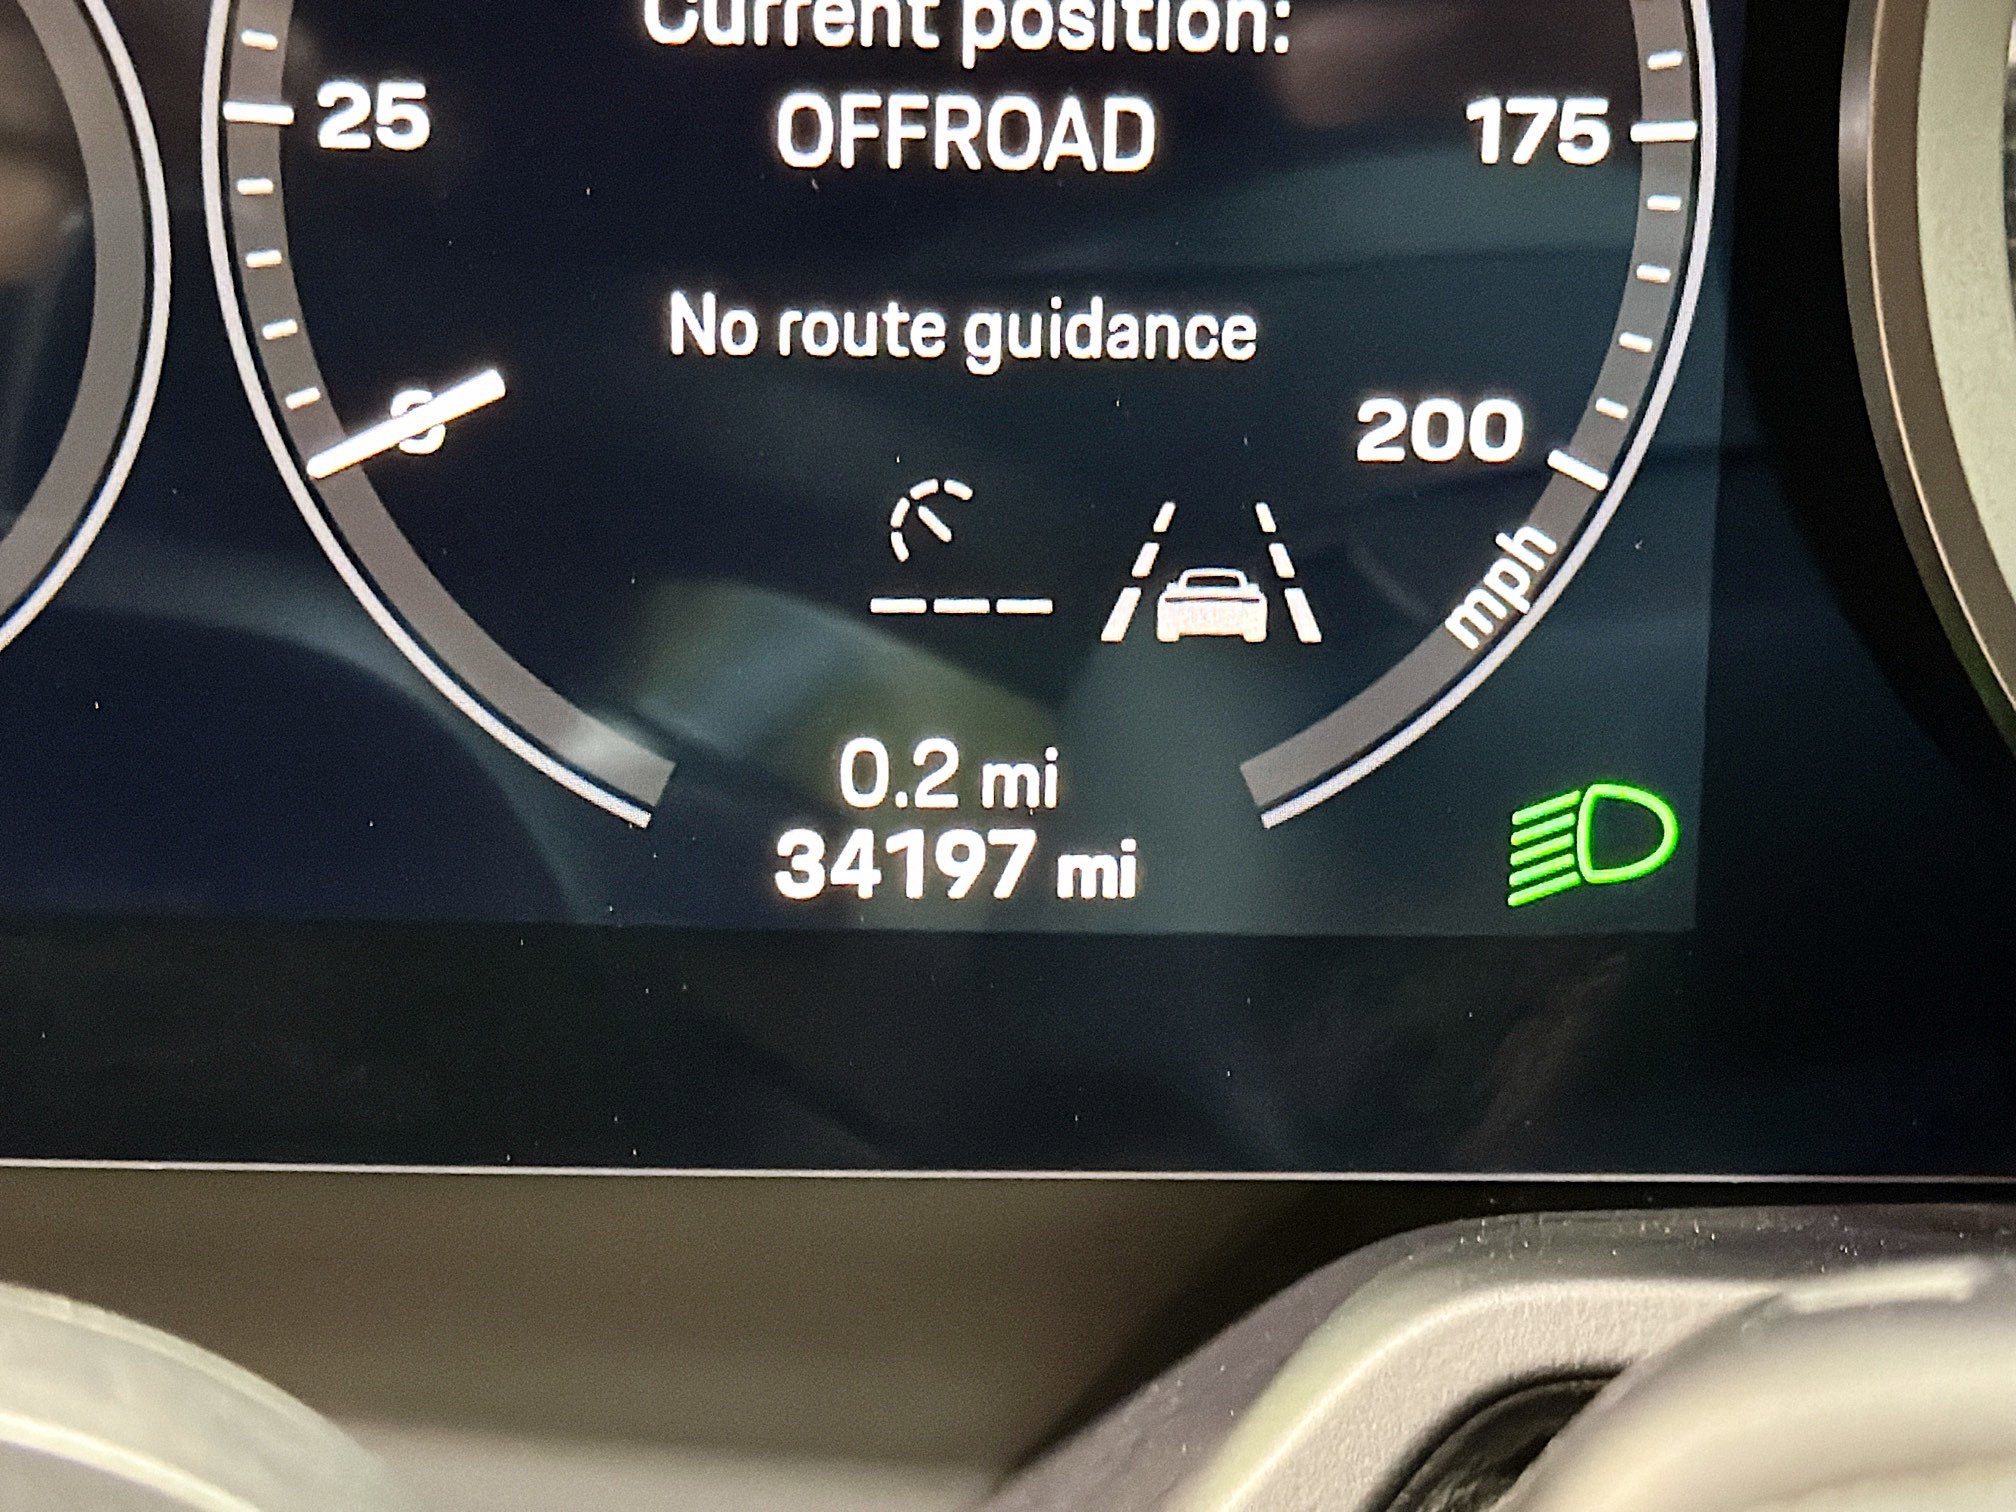 Current position:
25
OFFROAD
175
No route guidance
200
mph
0.2 mi
34197 mi